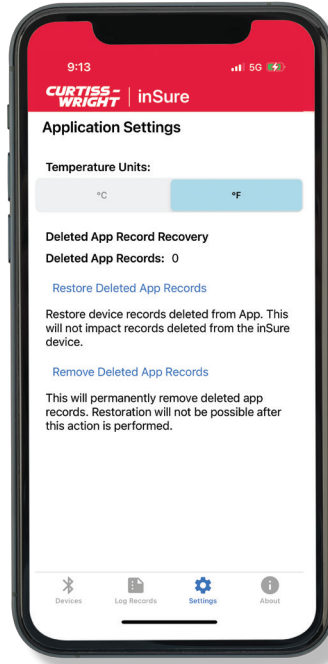 9:13
5G
CURTISS-
WRIGHT | inSure
Application Settings
Temperature Units:
°C
°F
Deleted App Record Recovery
Deleted App Records: 0
Restore Deleted App Records
Restore device records deleted from App. This
will not impact records deleted from the inSure
device.
Remove Deleted App Records
This will permanently remove deleted app
records. Restoration will not be possible after
this action is performed.
Devices
Log Records
Settings
About